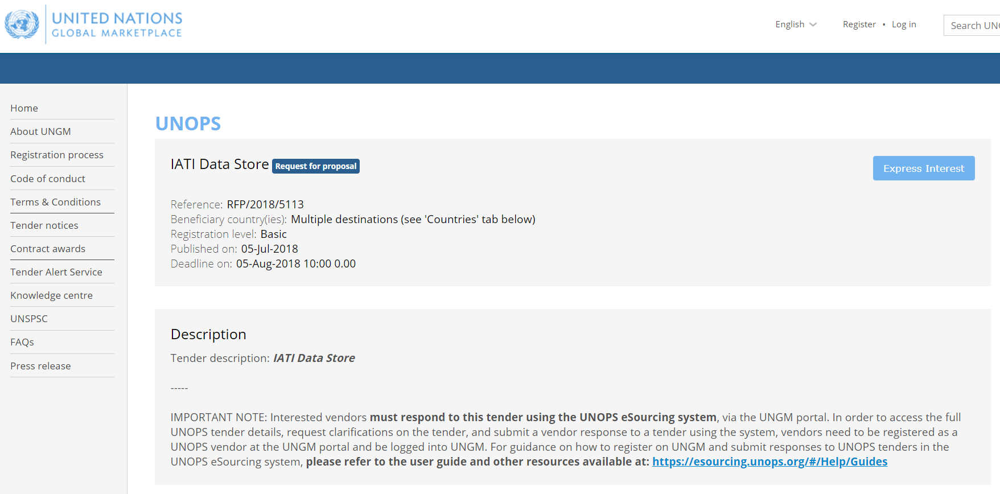 UNITED NATIONS
GLOBAL MARKETPLACE
English
Register • Log in
Search UN
Home
About UNGM
Registration process
Code of conduct
Terms & Conditions
Tender notices
Contract awards
Tender Alert Service
Knowledge centre
UNSPSC
FAQs
Press release
UNOPS
IATI Data Store Request for proposal
Express Interest
Reference: RFP/2018/5113
Beneficiary country(ies): Multiple destinations (see 'Countries' tab below)
Registration level: Basic
Published on: 05-Jul-2018
Deadline on: 05-Aug-2018 10:00 0.00
Description
Tender description: IATI Data Store
-----
IMPORTANT NOTE: Interested vendors must respond to this tender using the UNOPS eSourcing system, via the UNGM portal. In order to access the full
UNOPS tender details, request clarifications on the tender, and submit a vendor response to a tender using the system, vendors need to be registered as a
UNOPS vendor at the UNGM portal and be logged into UNGM. For guidance on how to register on UNGM and submit responses to UNOPS tenders in the
UNOPS eSourcing system, please refer to the user guide and other resources available at: https://esourcing.unops.org/#/Help/Guides